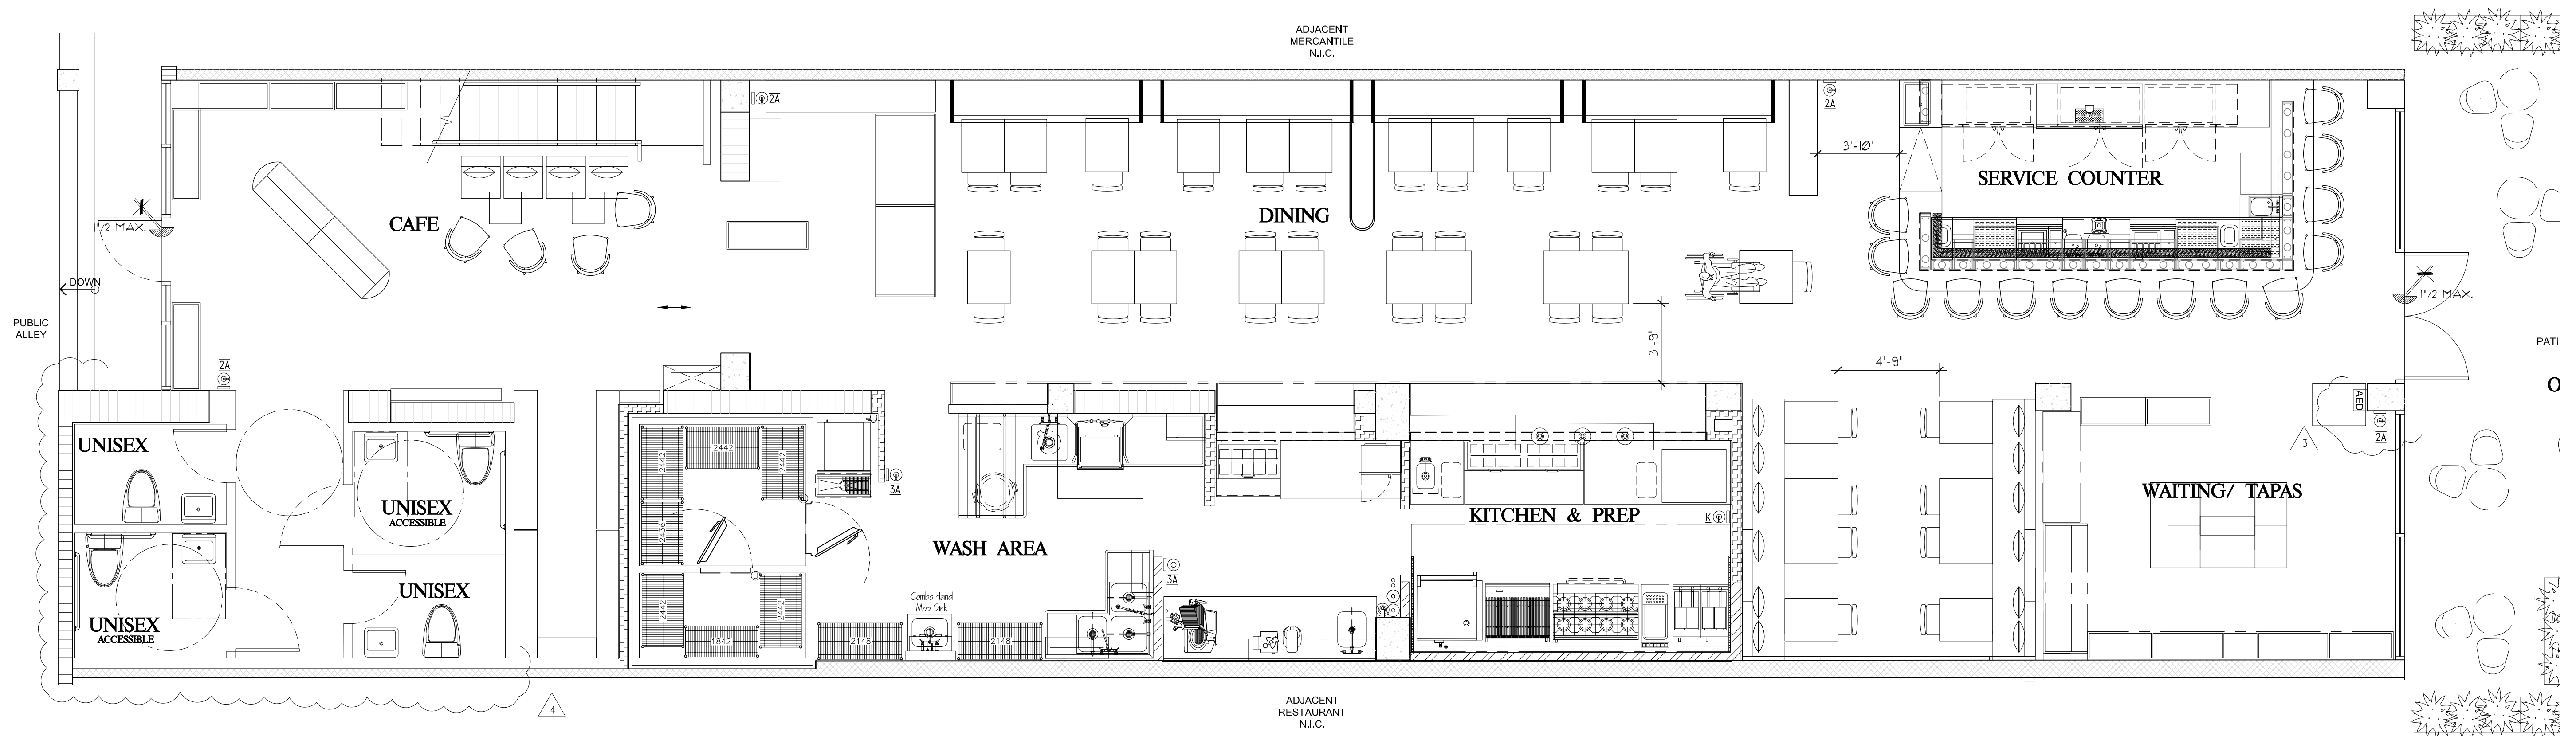 ADJACENT
MERCANTILE
N.I.C.
2A
2A
3'-10"
SERVICE COUNTER
CAFE
DINING
1"/2 MAX.
DOWN
1"/2 MAX.
PUBLIC
ALLEY
3'-9"
PATH
4'-9"
2A
O
AED
2A
3
UNISEX
2442
2442
2442
3A
UNISEX
ACCESSIBLE
WAITING/ TAPAS
KITCHEN & PREP
K
2436
WASH AREA
3A
UNISEX
Combo Hand
Mop Sink
2442
2442
UNISEX
ACCESSIBLE
1842
2148
2148
4
ADJACENT
RESTAURANT
N.I.C.